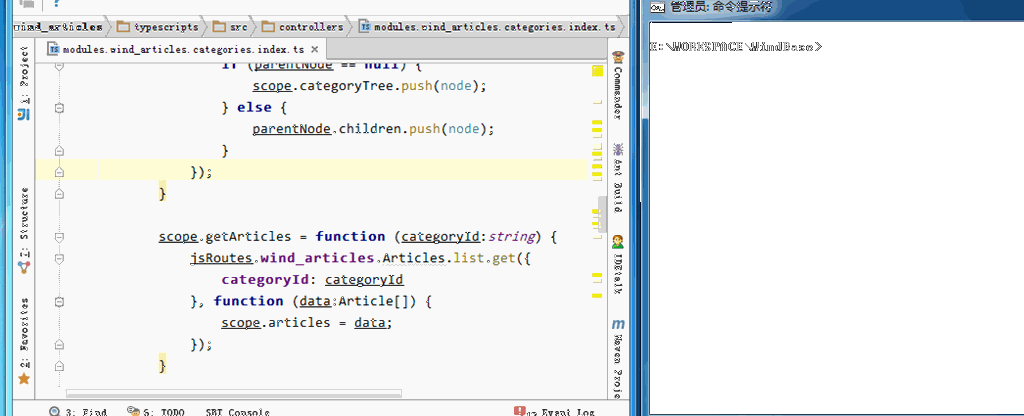 wind_articles typescripts src controllers modules.wind_articles.categories.index.ts
modules.wind_articles.categories.index.ts ×
if (parentNode == null) {
scope.categoryTree.push(node);
} else {
parentNode.children.push(node);
}
});
}
scope.getArticles = function (categoryId:string) {
jsRoutes.wind_articles.Articles.list.get({
categoryId: categoryId
}, function (data:Article[]) {
scope.articles = data;
});
}
1: Project
7: Structure
2: Favorites
Commander
Ant Build
IDEtalk
Maven Proje
3: Find 6: TODO SBT Console Event Log
管理员: 命令提示符
E:\WORKSPACE\WindBase>